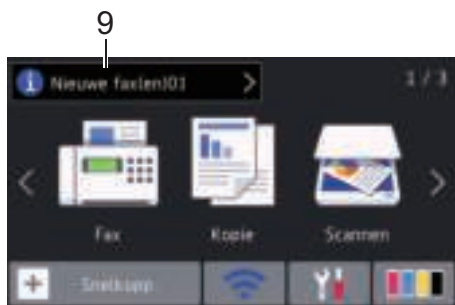 9
Nieuwe fax(en):01
1 / 3
Fax
Kopie
Scannen
Snelkopp